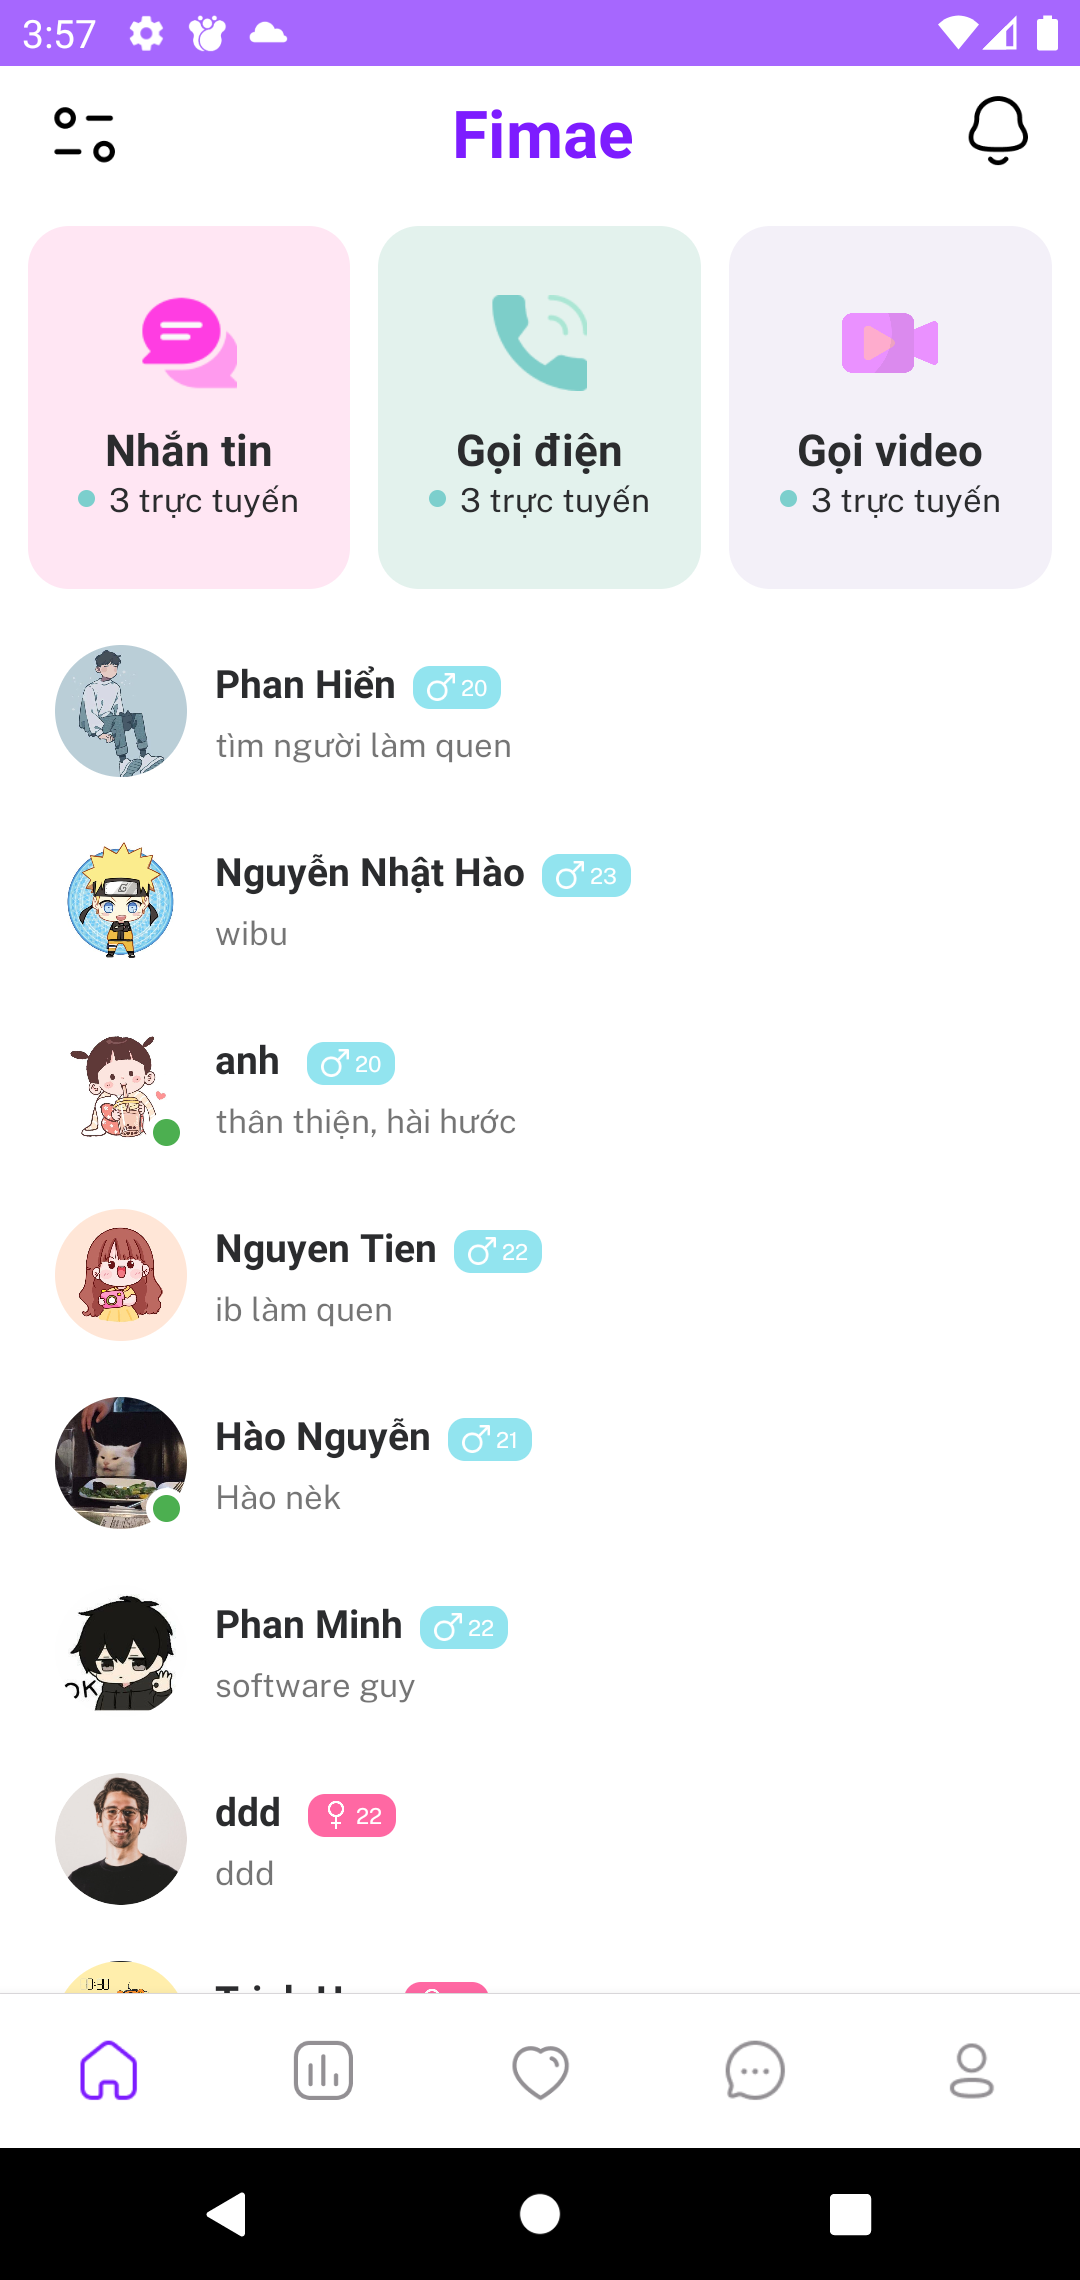 3:57
Fimae
Nhắn tin
3 trực tuyến
Gọi điện
3 trực tuyến
Gọi video
3 trực tuyến
Phan Hiển 20
tìm người làm quen
Nguyễn Nhật Hào 23
wibu
anh 20
thân thiện, hài hước
Nguyen Tien 22
ib làm quen
Hào Nguyễn 21
Hào nèk
Phan Minh 22
software guy
ddd 22
ddd